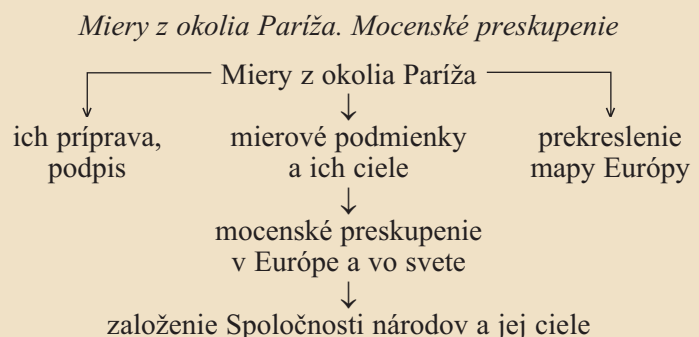 Miery z okolia Paríža. Mocenské preskupenie
Miery z okolia Paríža
ich príprava,
podpis
mierové podmienky
a ich ciele
prekreslenie
mapy Európy
mocenské preskupenie
v Európe a vo svete
založenie Spoločnosti národov a jej ciele